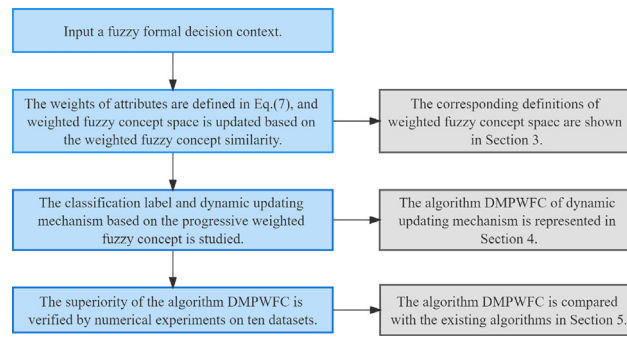 Input a fuzzy formal decision context.
The weights of attributes are defined in Eq.(7), and
weighted fuzzy concept space is updated based on
the weighted fuzzy concept similarity.
The corresponding definitions of
weighted fuzzy concept spaec are shown
in Section 3.
The classification label and dynamic updating
mechanism based on the progressive weighted
fuzzy concept is studied.
The algorithm DMPWFC of dynamic
updating mechanism is represented in
Section 4.
The superiority of the algorithm DMPWFC is
verified by numerical experiments on ten datasets.
The algorithm DMPWFC is compared
with the existing algorithms in Section 5.